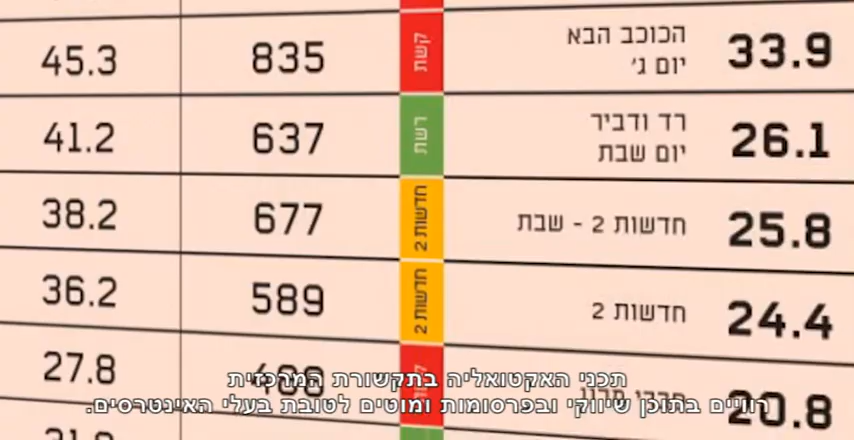 33.9 הכוכב הבא יום ג׳ קשת 835 45.3
26.1 רד ודביר יום שבת רשת 637 41.2
25.8 חדשות 2 - שבת חדשות 2 677 38.2
24.4 חדשות 2 חדשות 2 589 36.2
20.8 27.8
תכני האקטואליה בתקשורת המרכזית
רוויים בתוכן שיווקי ובפרסומות ומוטים לטובת בעלי האינטרסים.